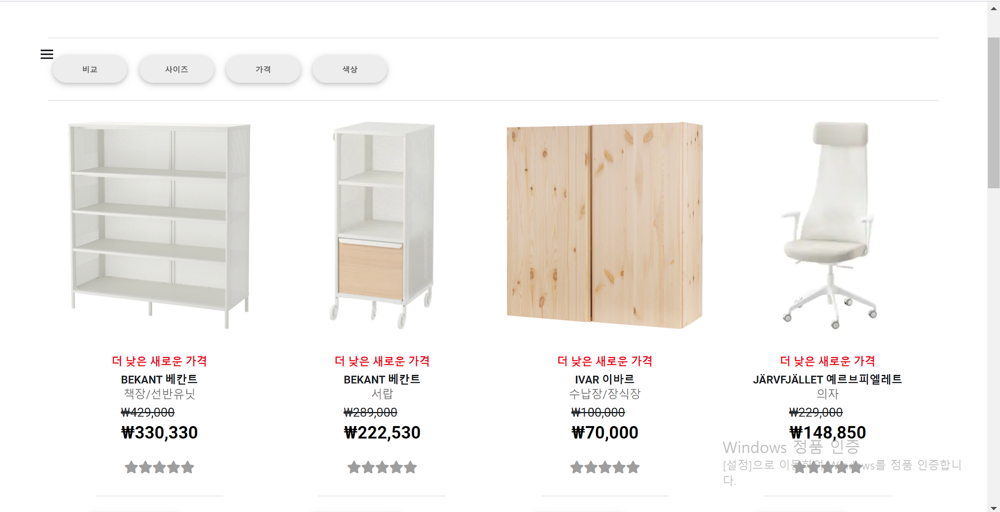 비교
사이즈
가격
색상
더 낮은 새로운 가격
BEKANT 베칸트
책장/선반유닛
₩429,000
₩330,330
더 낮은 새로운 가격
BEKANT 베칸트
서랍
₩289,000
₩222,530
더 낮은 새로운 가격
IVAR 이바르
수납장/장식장
₩100,000
₩70,000
더 낮은 새로운 가격
JÄRVFJÄLLET 예르브피엘레트
의자
₩229,000
₩148,850
Windows 정품 인증
[설정]으로 이동하여 Windows를 정품 인증합니
다.